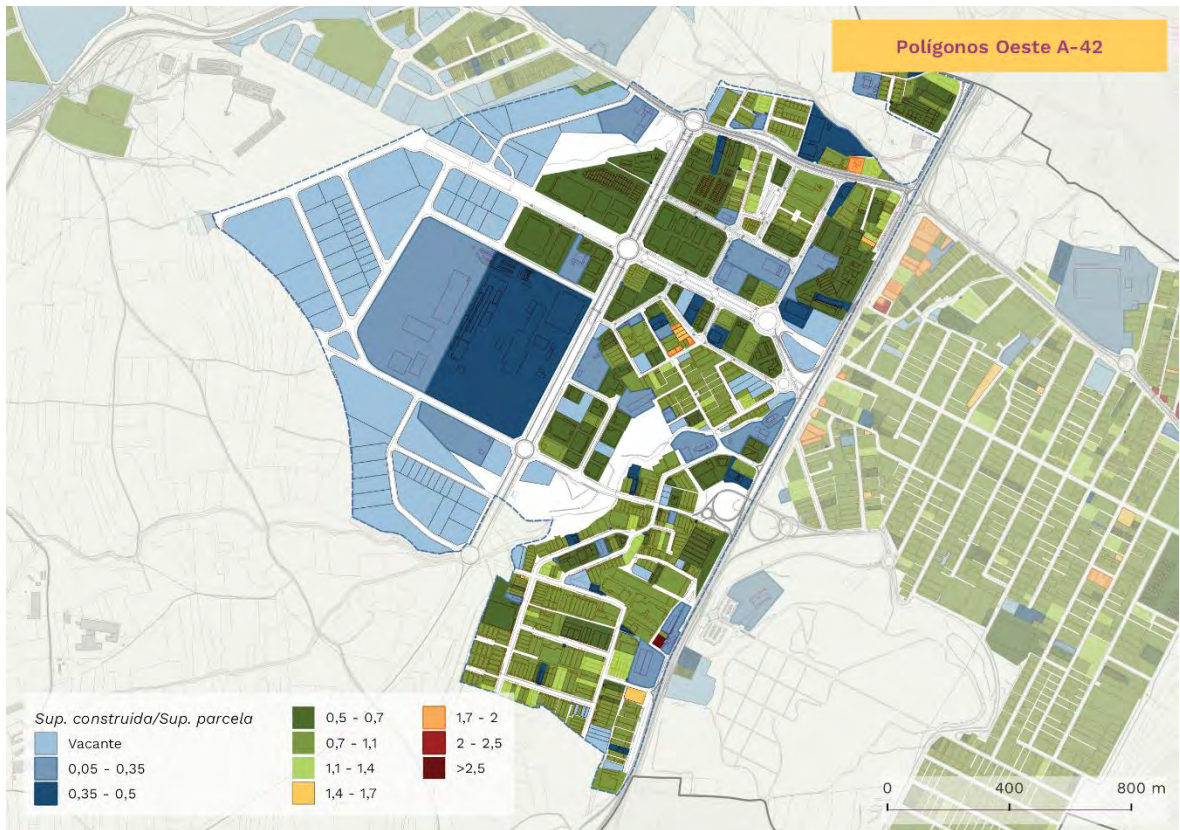 Polígonos Oeste A-42
Sup. construida/Sup. parcela
Vacante
0,05 - 0,35
0,35 - 0,5
0,5 - 0,7
0,7 - 1,1
1,1 - 1,4
1,4 - 1,7
1,7 - 2
2 - 2,5
>2,5
0 400 800 m